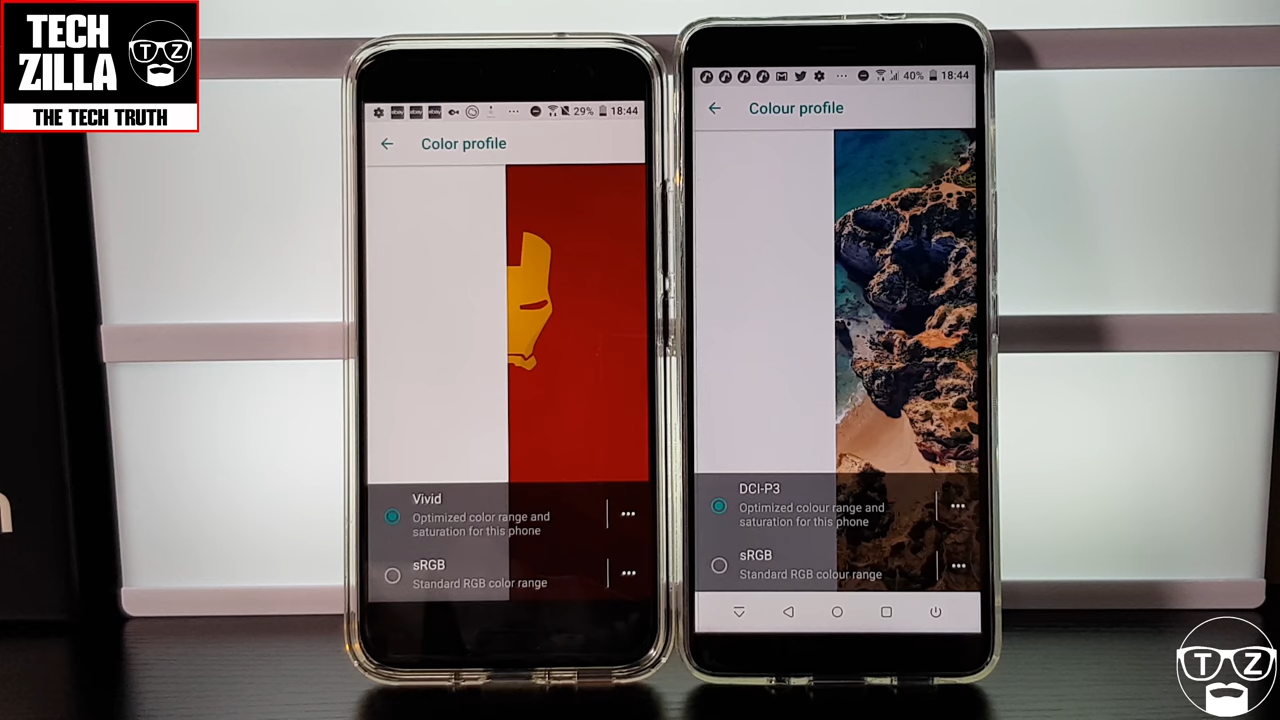 TECH
ZILLA
T Z
THE TECH TRUTH
29% 18:44
Color profile
Vivid
Optimized color range and
saturation for this phone
sRGB
Standard RGB color range
40% 18:44
Colour profile
DCI-P3
Optimized colour range and
saturation for this phone
sRGB
Standard RGB colour range
T Z